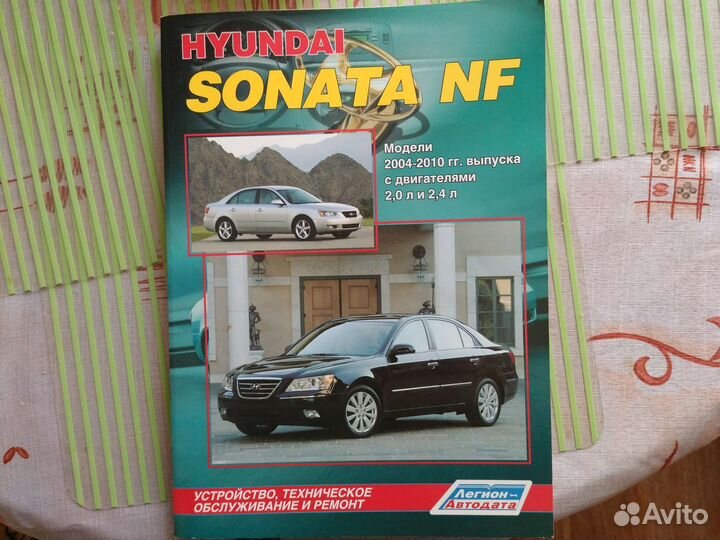 HYUNDAI
SONATA NF
Модели
2004-2010 гг. выпуска
с двигателями
2,0 л и 2,4 л
УСТРОЙСТВО, ТЕХНИЧЕСКОЕ
ОБСЛУЖИВАНИЕ И РЕМОНТ
Легион-
Автодата
Avito